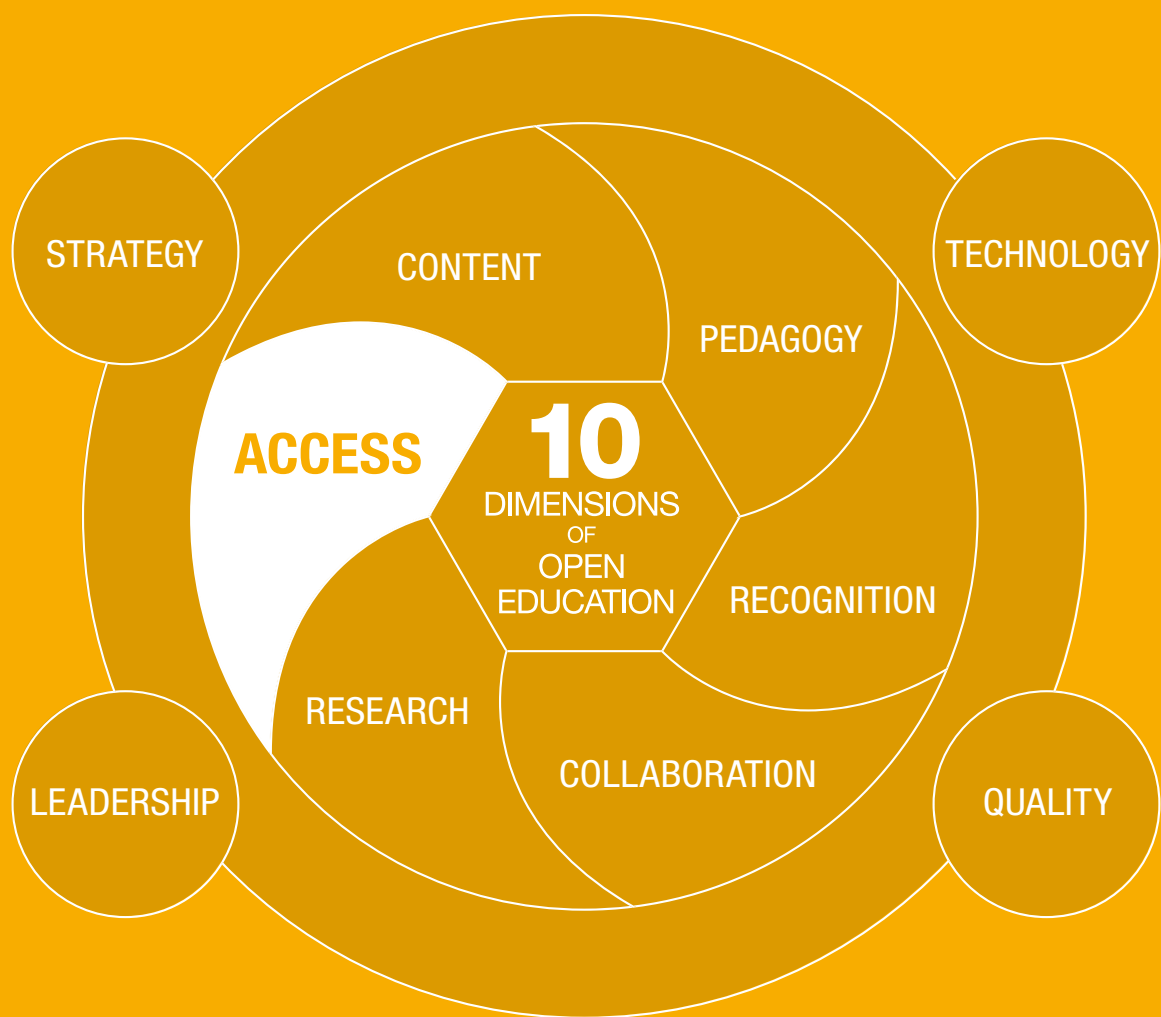 STRATEGY
TECHNOLOGY
CONTENT
PEDAGOGY
ACCESS
10
DIMENSIONS
OF
OPEN
EDUCATION
RECOGNITION
RESEARCH
COLLABORATION
LEADERSHIP
QUALITY